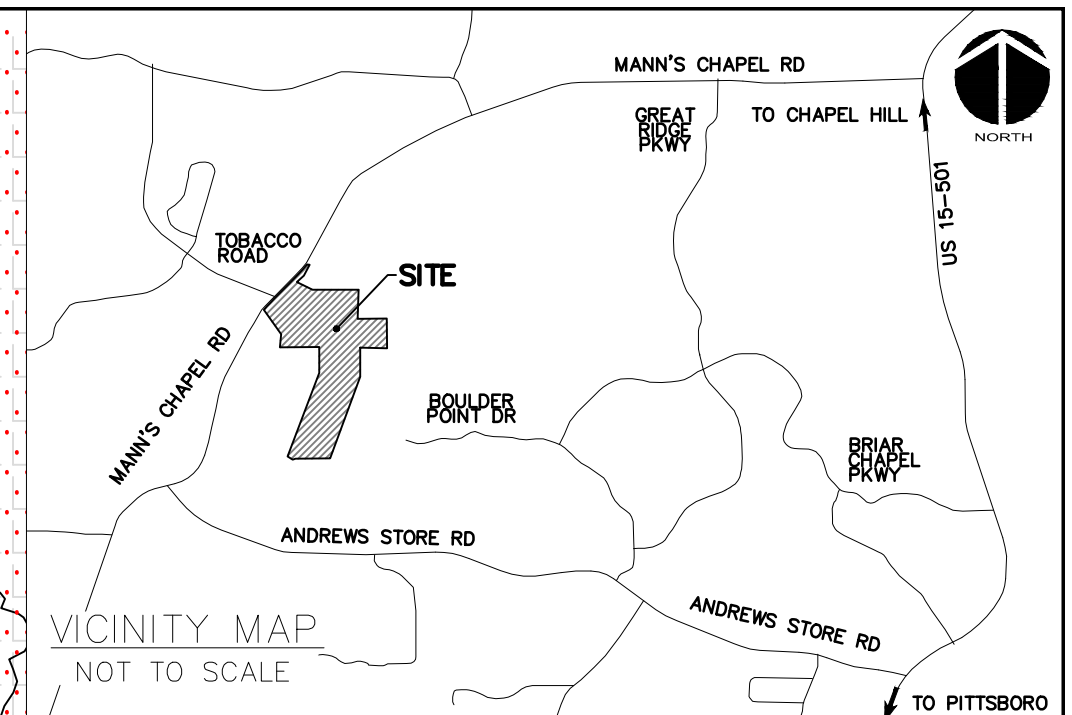 MANN'S CHAPEL RD
GREAT
RIDGE
PKWY
TO CHAPEL HILL
NORTH
US 15-501
TOBACCO
ROAD
SITE
MANN'S CHAPEL RD
BOULDER
POINT DR
BRIAR
CHAPEL
PKWY
ANDREWS STORE RD
ANDREWS STORE RD
VICINITY MAP
NOT TO SCALE
TO PITTSBORO